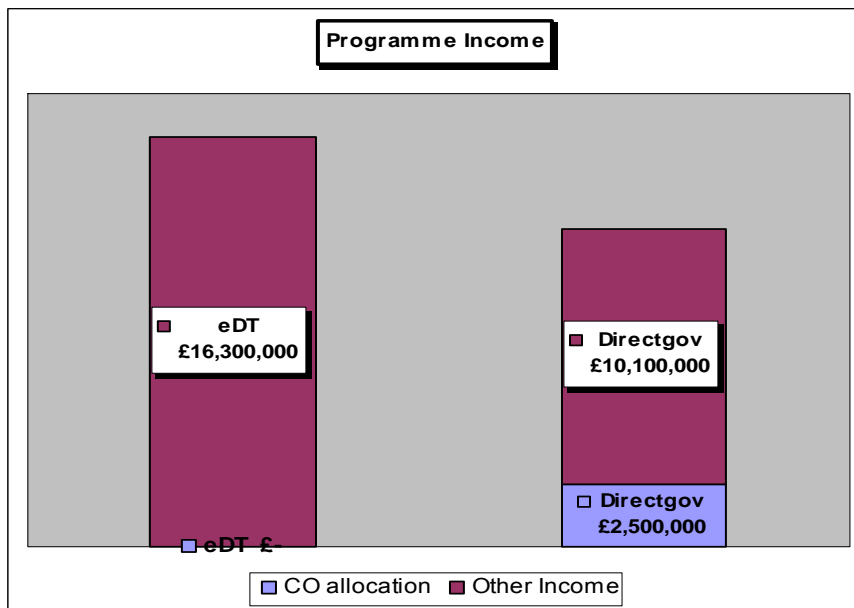 Programme Income
eDT
£16,300,000
Directgov
£10,100,000
Directgov
£2,500,000
eDT £-
CO allocation Other Income